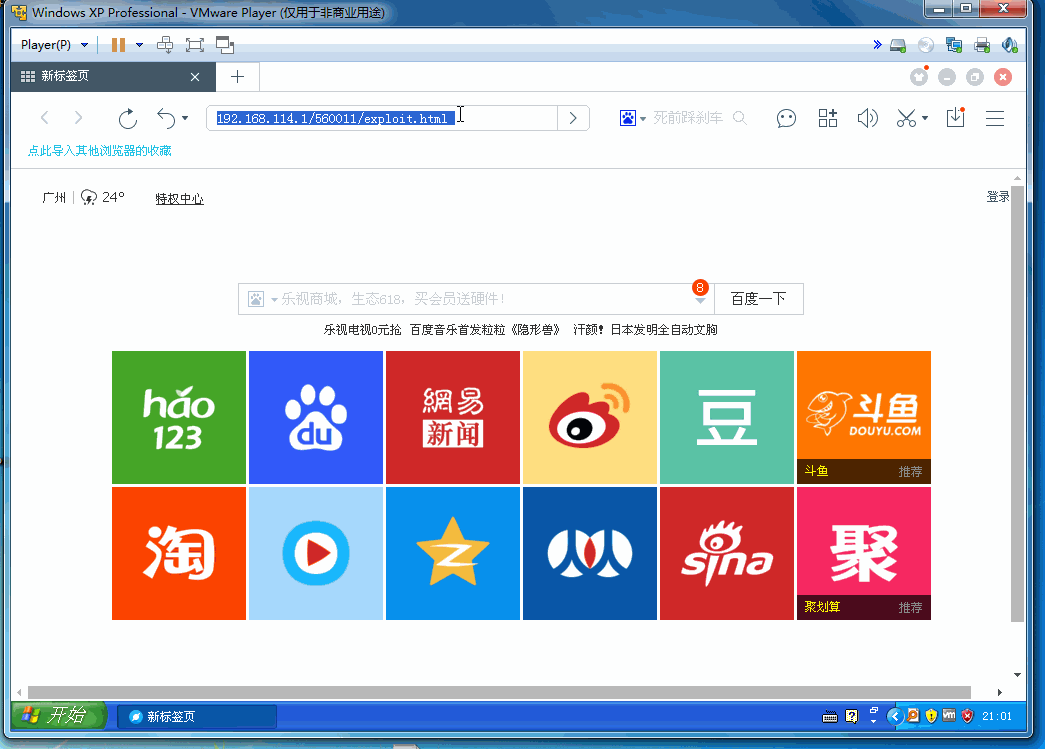 Windows XP Professional - VMware Player (仅用于非商业用途)
Player(P)
新标签页
192.168.114.1/560011/exploit.html
死前踩刹车
点此导入其他浏览器的收藏
广州 24° 特权中心
登录
8
乐视商城，生态618，买会员送硬件！ 百度一下
乐视电视0元抢 百度音乐首发粒粒《隐形兽》 汗颜！日本发明全自动文胸
hǎo 123
du
網易 新闻
豆
斗鱼 DOUYU.COM
斗鱼 推荐
淘
Z
sina
聚
聚划算 推荐
开始 新标签页
vm
21:01